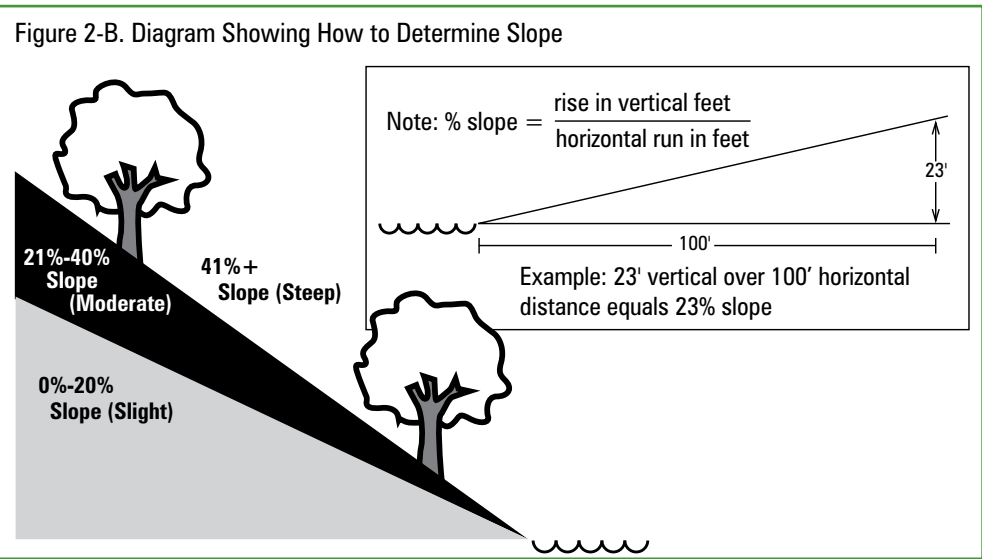 Figure 2-B. Diagram Showing How to Determine Slope
Note: % slope = rise in vertical feet
horizontal run in feet
23'
100'
Example: 23' vertical over 100’ horizontal
distance equals 23% slope
21%-40%
Slope
(Moderate)
41%+
Slope (Steep)
0%-20%
Slope (Slight)